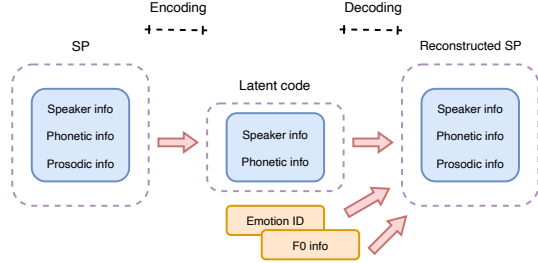 Encoding
Decoding
SP
Reconstructed SP
Latent code
Speaker info
Phonetic info
Prosodic info
Speaker info
Phonetic info
Speaker info
Phonetic info
Prosodic info
Emotion ID
F0 info